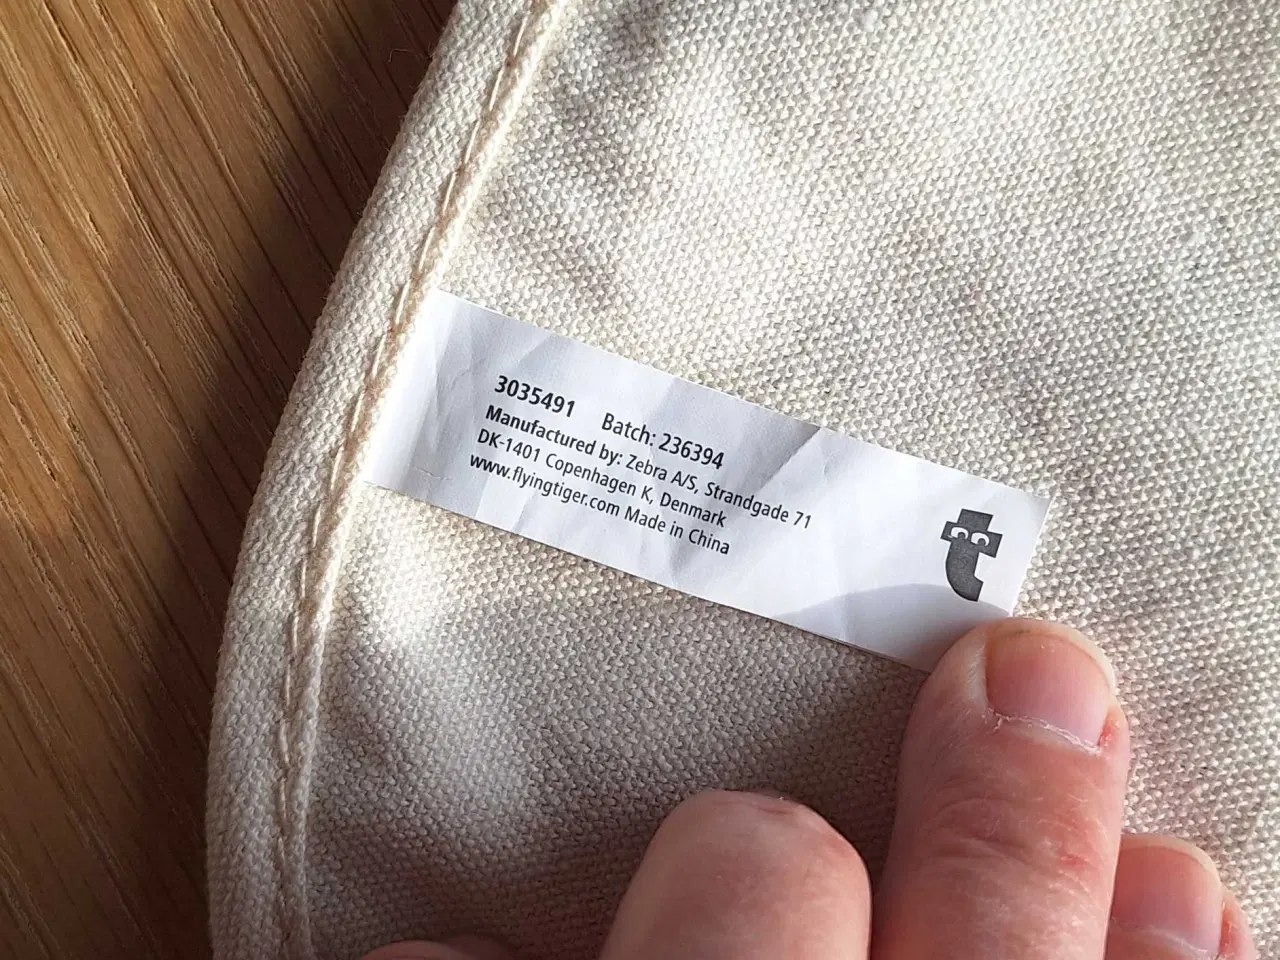 3035491 Batch: 236394
Manufactured by: Zebra A/S, Strandgade 71
DK-1401 Copenhagen K, Denmark
www.flyingtiger.com Made in China
t